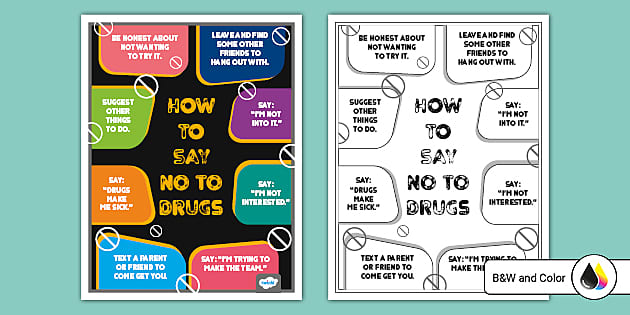 BE HONEST ABOUT
NOT WANTING
TO TRY IT.
LEAVE AND FIND
SOME OTHER
FRIENDS TO
HANG OUT WITH.
SUGGEST
OTHER
THINGS
TO DO.
HOW
TO
SAY
NO TO
DRUGS
SAY:
"I'M NOT
INTO IT."
SAY:
"DRUGS
MAKE
ME SICK."
SAY:
"I'M NOT
INTERESTED."
TEXT A PARENT
OR FRIEND TO
COME GET YOU.
SAY: "I'M TRYING TO
MAKE THE TEAM."
twinkl
BE HONEST ABOUT
NOT WANTING
TO TRY IT.
LEAVE AND FIND
SOME OTHER
FRIENDS TO
HANG OUT WITH.
SUGGEST
OTHER
THINGS
TO DO.
HOW
TO
SAY
NO TO
DRUGS
SAY:
"I'M NOT
INTO IT."
SAY:
"DRUGS
MAKE
ME SICK."
SAY:
"I'M NOT
INTERESTED."
TEXT A PARENT
OR FRIEND TO
COME GET YOU.
SAY: "I'M TRYING TO
MAKE THE
B&W and Color